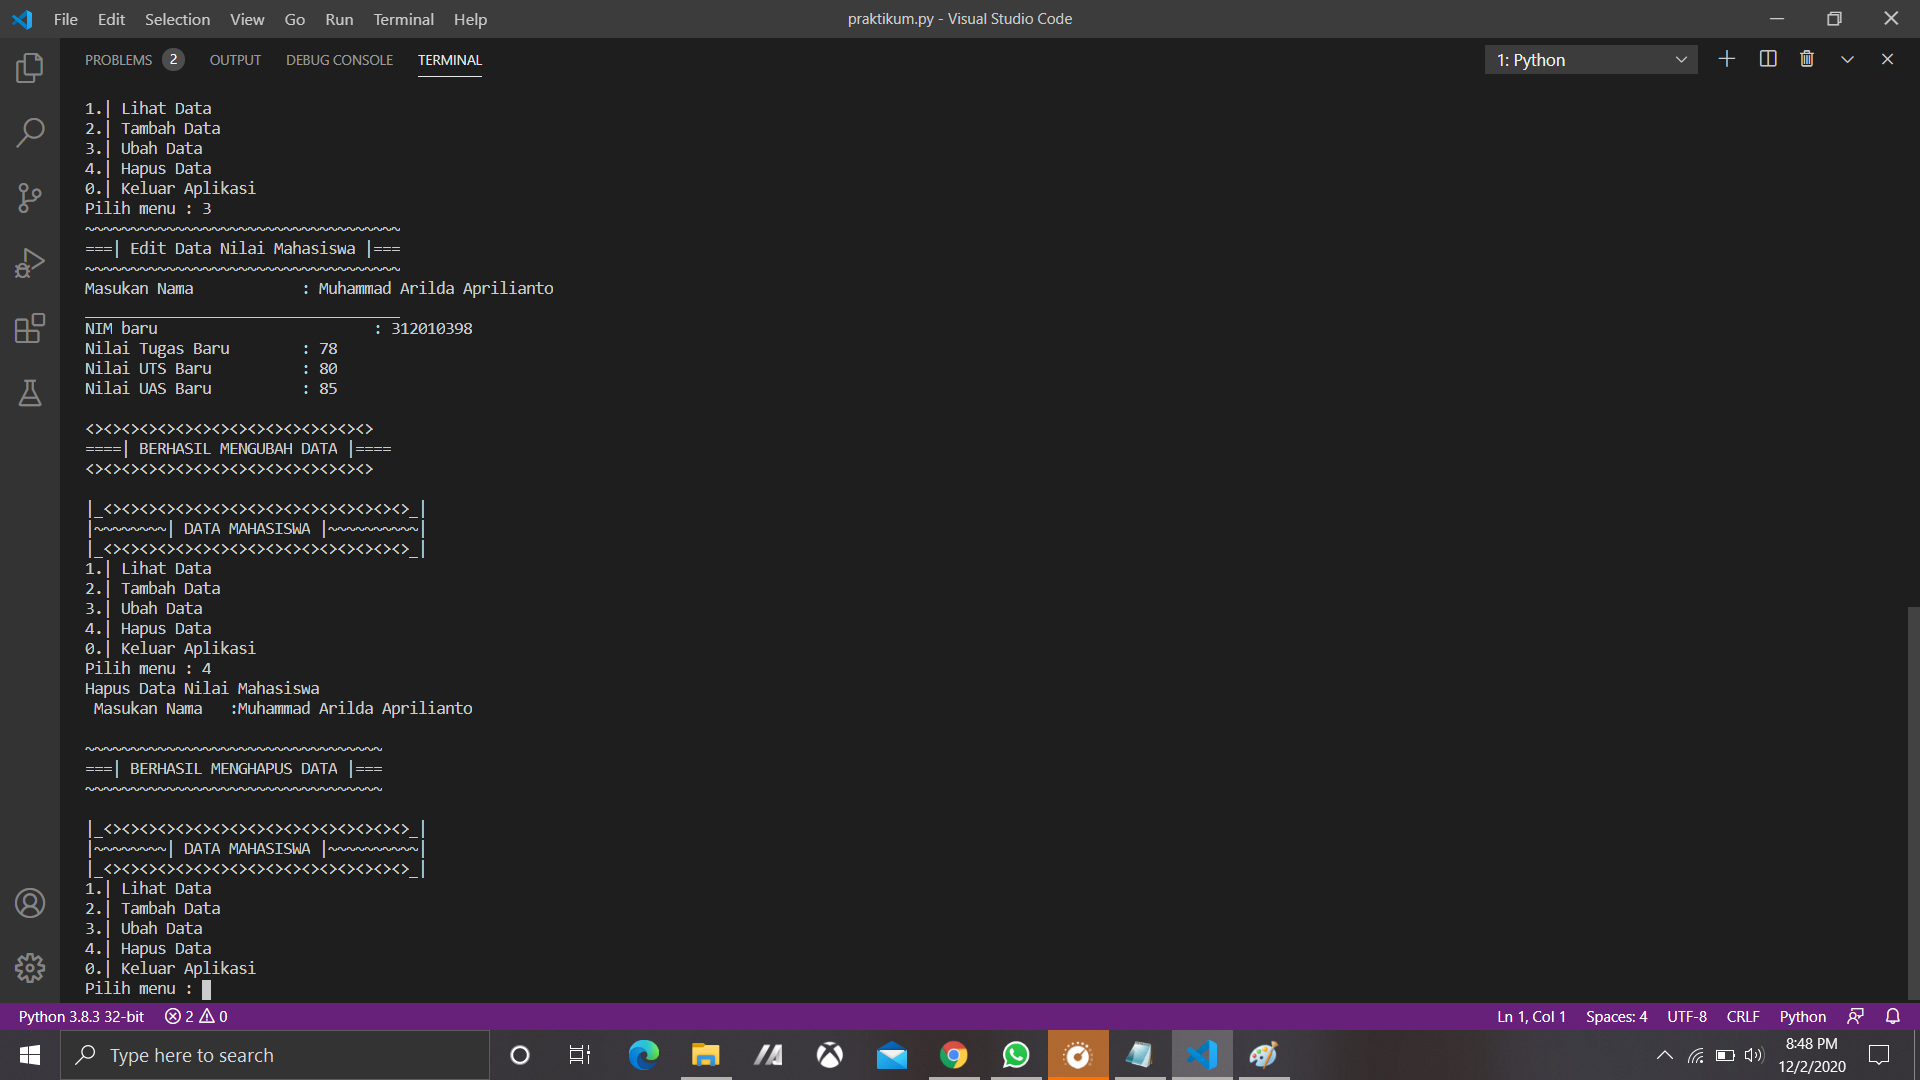 File Edit Selection View Go Run Terminal Help praktikum.py - Visual Studio Code
PROBLEMS 2 OUTPUT DEBUG CONSOLE TERMINAL 1: Python
1.| Lihat Data
2.| Tambah Data
3.| Ubah Data
4.| Hapus Data
0.| Keluar Aplikasi
Pilih menu : 3
~~~~~~~~~~~~~~~~~~~~~~~~~~~~~~~~~~~
===| Edit Data Nilai Mahasiswa |===
~~~~~~~~~~~~~~~~~~~~~~~~~~~~~~~~~~~
Masukan Nama            : Muhammad Arilda Aprilianto
___________________________________
NIM baru                        : 312010398
Nilai Tugas Baru        : 78
Nilai UTS Baru          : 80
Nilai UAS Baru          : 85
<><><><><><><><><><><><><><><><>
====| BERHASIL MENGUBAH DATA |====
<><><><><><><><><><><><><><><><>
|_<><><><><><><><><><><><><><><><><>_|
|~~~~~~~~| DATA MAHASISWA |~~~~~~~~~~|
|_<><><><><><><><><><><><><><><><><>_|
1.| Lihat Data
2.| Tambah Data
3.| Ubah Data
4.| Hapus Data
0.| Keluar Aplikasi
Pilih menu : 4
Hapus Data Nilai Mahasiswa
 Masukan Nama   :Muhammad Arilda Aprilianto
~~~~~~~~~~~~~~~~~~~~~~~~~~~~~~~~~
===| BERHASIL MENGHAPUS DATA |===
~~~~~~~~~~~~~~~~~~~~~~~~~~~~~~~~~
|_<><><><><><><><><><><><><><><><><>_|
|~~~~~~~~| DATA MAHASISWA |~~~~~~~~~~|
|_<><><><><><><><><><><><><><><><><>_|
1.| Lihat Data
2.| Tambah Data
3.| Ubah Data
4.| Hapus Data
0.| Keluar Aplikasi
Pilih menu :
Python 3.8.3 32-bit 2 0 Ln 1, Col 1 Spaces: 4 UTF-8 CRLF Python
Type here to search 8:48 PM
12/2/2020